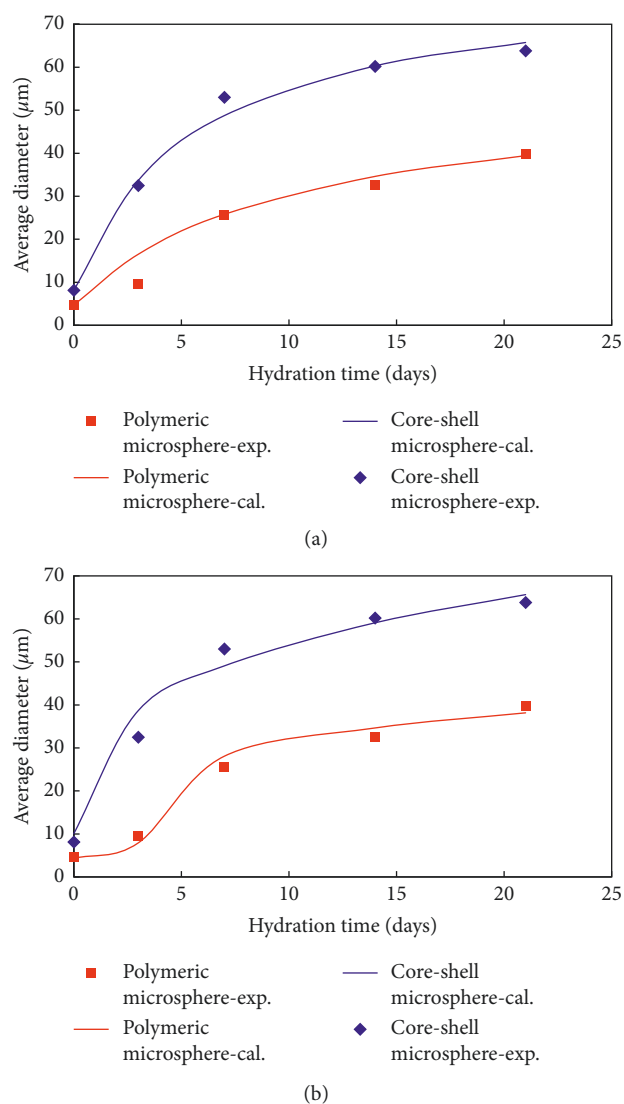 70
60
50
40
30
20
10
0
Average diameter (μm)
0 5 10 15 20 25
Hydration time (days)
Polymeric
microsphere-exp.
Core-shell
microsphere-cal.
Polymeric
microsphere-cal.
Core-shell
microsphere-exp.
(a)
70
60
50
40
30
20
10
0
Average diameter (μm)
0 5 10 15 20 25
Hydration time (days)
Polymeric
microsphere-exp.
Core-shell
microsphere-cal.
Polymeric
microsphere-cal.
Core-shell
microsphere-exp.
(b)